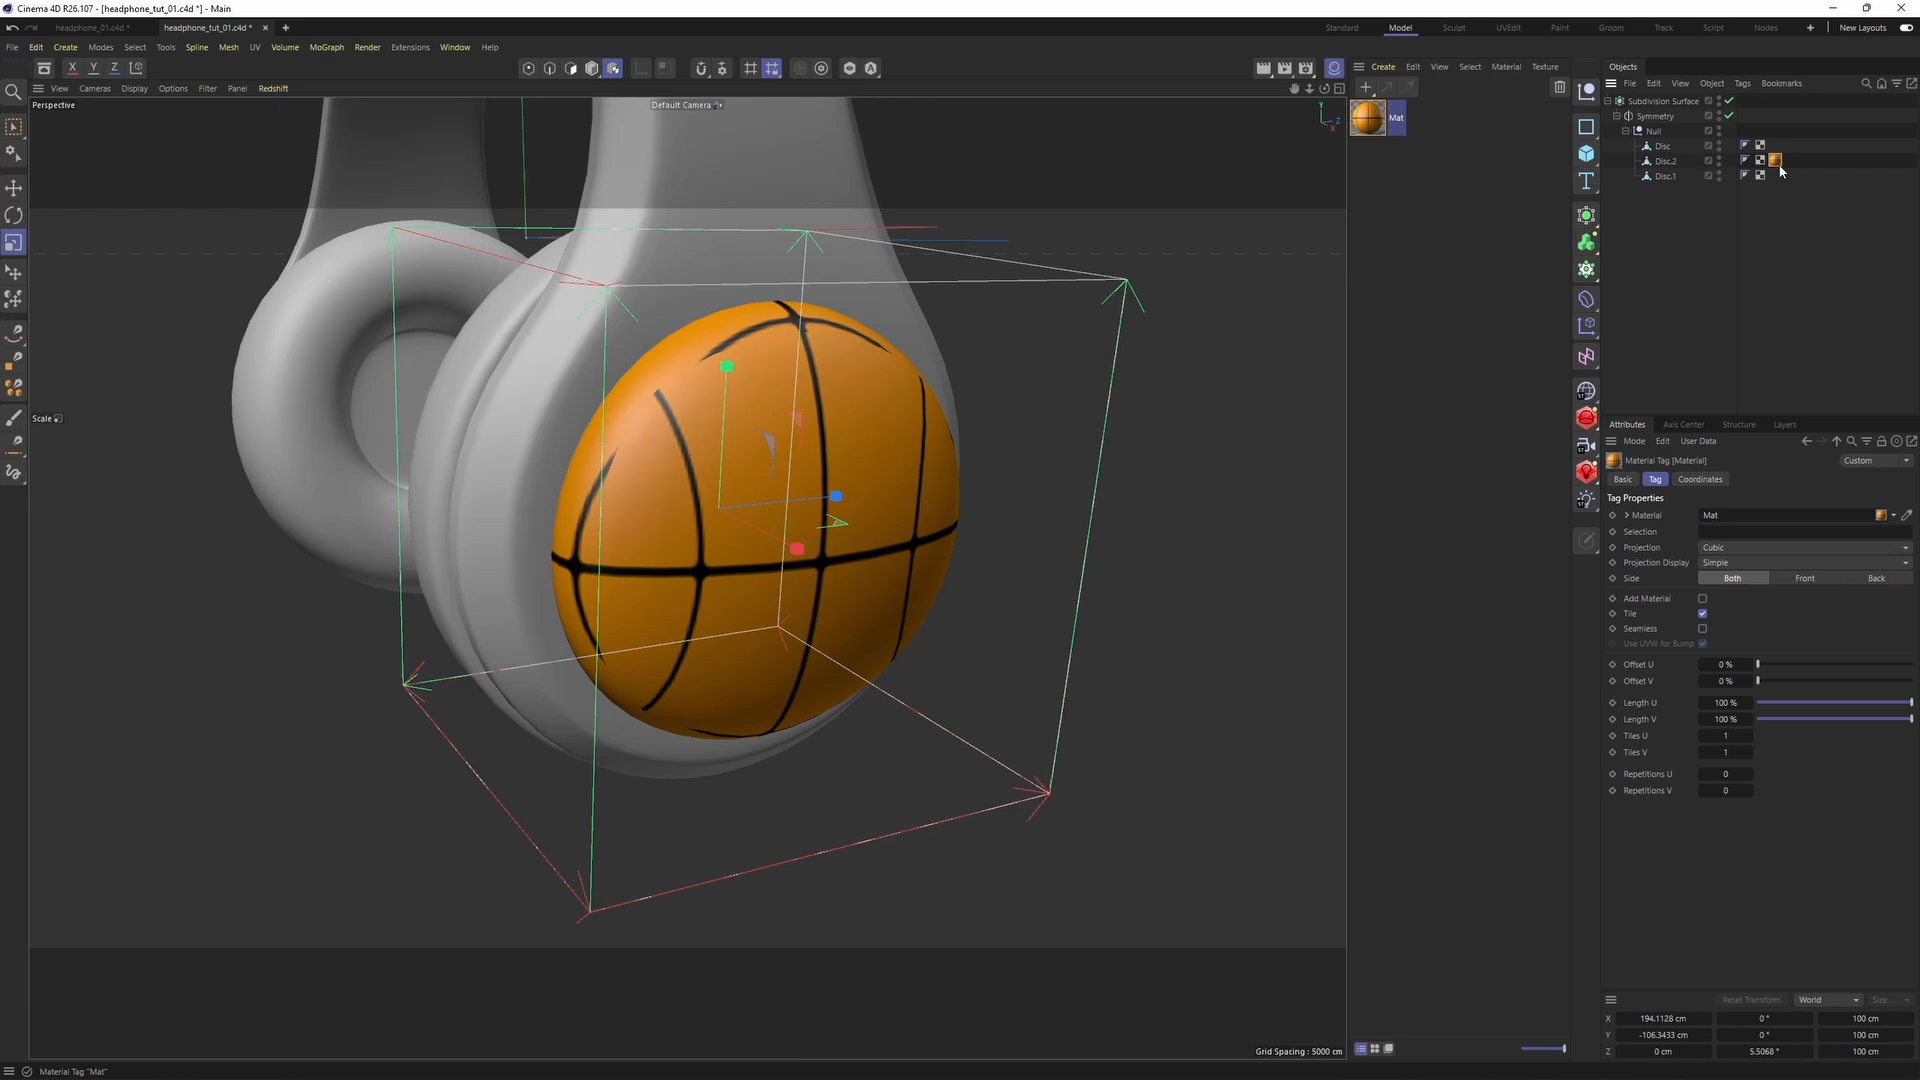 Cinema 4D R26.107 - [headphone_tut_01.c4d *] - Main
headphone_01.c4d *
headphone_tut_01.c4d *
Standard Model Sculpt UVEdit Paint Groom Track Script Nodes + New Layouts
File Edit Create Modes Select Tools Spline Mesh UV Volume MoGraph Render Extensions Window Help
X Y Z
View Cameras Display Options Filter Panel Redshift
Perspective
Default Camera
Y
Z
X
Scale
Grid Spacing : 5000 cm
Create Edit View Select Material Texture
Mat
Objects
File Edit View Object Tags Bookmarks
Subdivision Surface
Symmetry
Null
Disc
Disc.2
Disc.1
Attributes Axis Center Structure Layers
Mode Edit User Data
Material Tag [Material]
Custom
Basic Tag Coordinates
Tag Properties
Material Mat
Selection
Projection Cubic
Projection Display Simple
Side Both Front Back
Add Material
Tile
Seamless
Use UVW for Bump
Offset U 0 %
Offset V 0 %
Length U 100 %
Length V 100 %
Tiles U 1
Tiles V 1
Repetitions U 0
Repetitions V 0
Reset Transform World Size
X 194.1128 cm 0 ° 100 cm
Y -106.3433 cm 0 ° 100 cm
Z 0 cm 5.5068 ° 100 cm
Material Tag "Mat"